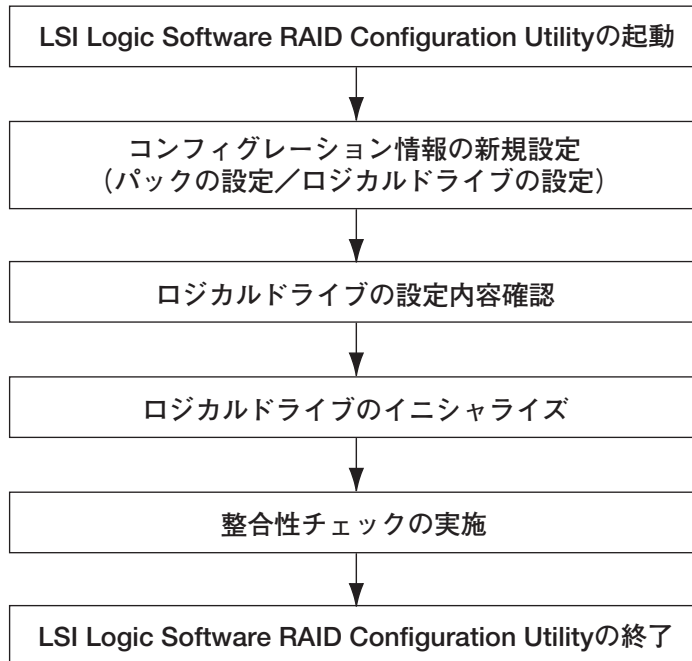 LSI Logic Software RAID Configuration Utilityの起動
コンフィグレーション情報の新規設定
（パックの設定／ロジカルドライブの設定）
ロジカルドライブの設定内容確認
ロジカルドライブのイニシャライズ
整合性チェックの実施
LSI Logic Software RAID Configuration Utilityの終了